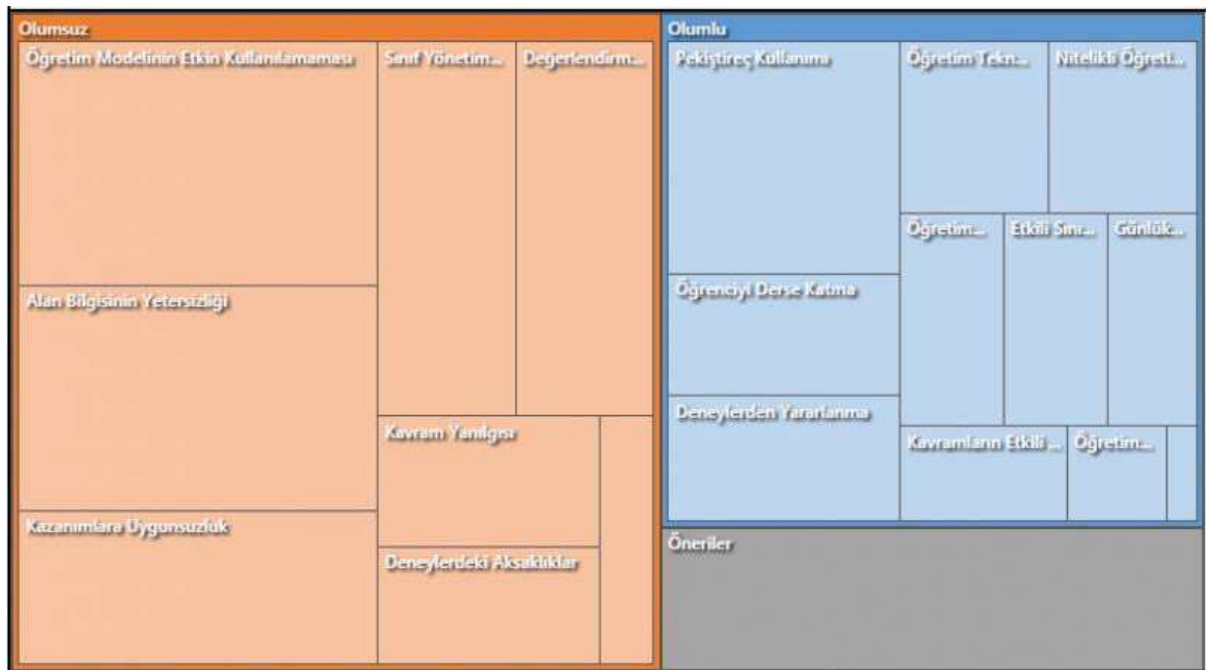 Olumsuz
Öğretim Modelinin Etkin Kullanılamaması
Sınıf Yönetim...
Değerlendirm...
Alan Bilgisinin Yetersizliği
Kavram Yanılgısı
Kazanımlara Uygunsuzluk
Deneylerdeki Aksaklıklar
Olumlu
Pekiştireç Kullanımı
Öğretim Tekn...
Nitelikli Öğreti...
Öğretim...
Etkili Sını...
Günlük...
Öğrenciyi Derse Katma
Deneylerden Yararlanma
Kavramların Etkili ...
Öğretim...
Öneriler